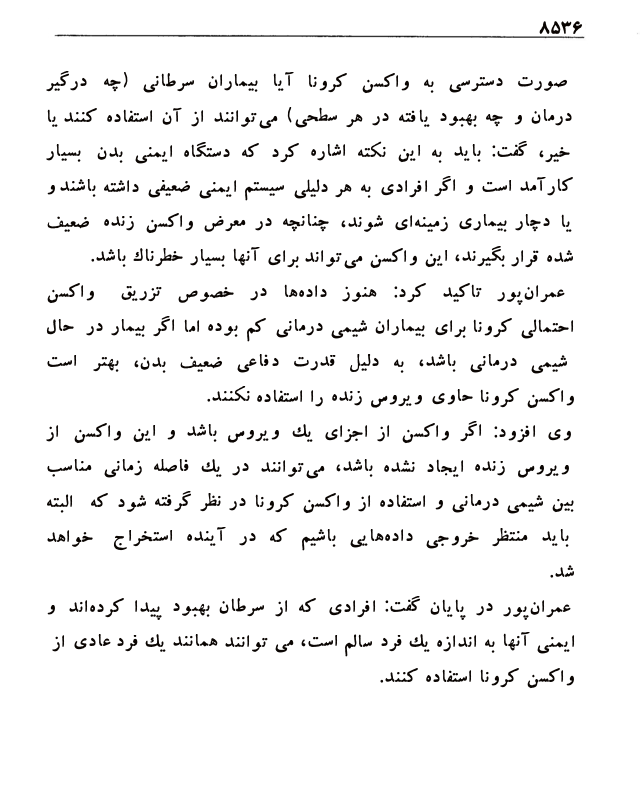 ۸۵۳۶
صورت دسترسی به واکسن کرونا آیا بیماران سرطانی (چه درگیر
درمان و چه بهبود یافته در هر سطحی) می‌توانند از آن استفاده کنند یا
خیر، گفت: باید به این نکته اشاره کرد که دستگاه ایمنی بدن بسیار
کارآمد است و اگر افرادی به هر دلیلی سیستم ایمنی ضعیفی داشته باشند و
یا دچار بیماری زمینه‌ای شوند، چنانچه در معرض واکسن زنده ضعیف
شده قرار بگیرند، این واکسن می‌تواند برای آنها بسیار خطرناك باشد.
عمران‌پور تاکید کرد: هنوز داده‌ها در خصوص تزریق واکسن
احتمالی کرونا برای بیماران شیمی درمانی کم بوده اما اگر بیمار در حال
شیمی درمانی باشد، به دلیل قدرت دفاعی ضعیف بدن، بهتر است
واکسن کرونا حاوی ویروس زنده را استفاده نکنند.
وی افزود: اگر واکسن از اجزای یك ویروس باشد و این واکسن از
ویروس زنده ایجاد نشده باشد، می‌توانند در یك فاصله زمانی مناسب
بین شیمی درمانی و استفاده از واکسن کرونا در نظر گرفته شود که البته
باید منتظر خروجی داده‌هایی باشیم که در آینده استخراج خواهد
شد.
عمران‌پور در پایان گفت: افرادی که از سرطان بهبود پیدا کرده‌اند و
ایمنی آنها به اندازه یك فرد سالم است، می توانند همانند یك فرد عادی از
واکسن کرونا استفاده کنند.